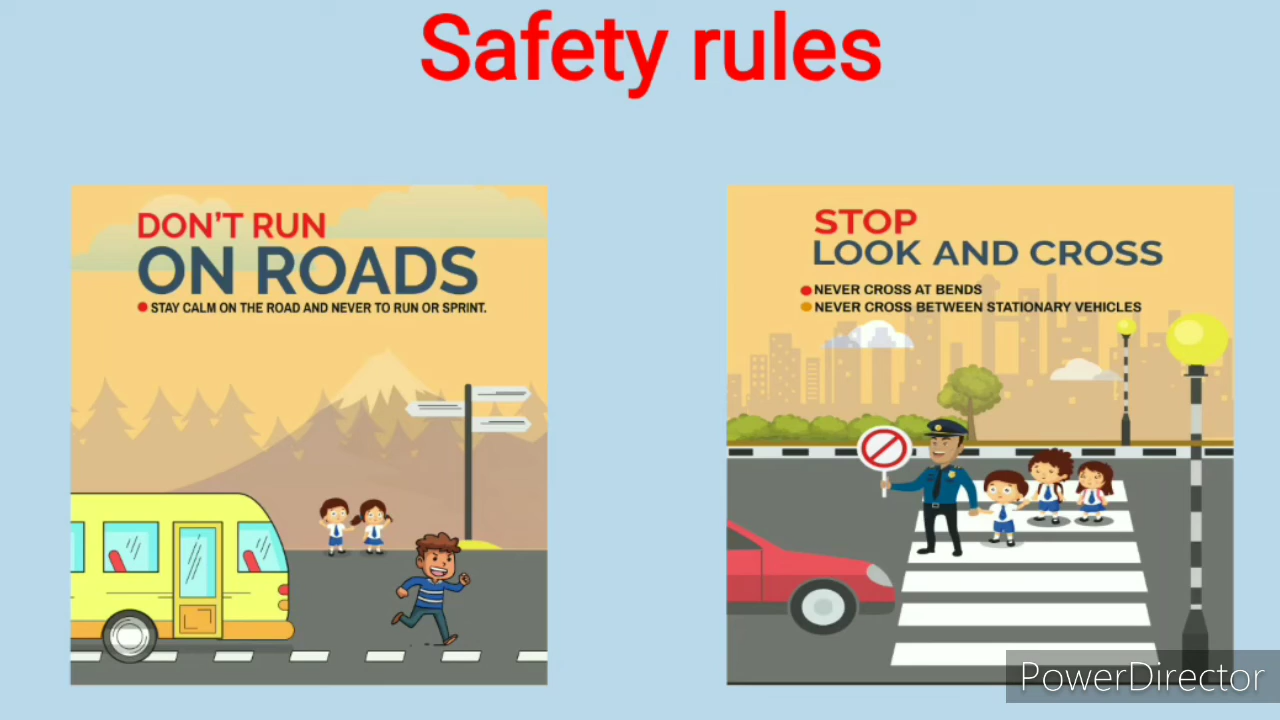 Safety rules
DON'T RUN
ON ROADS
STAY CALM ON THE ROAD AND NEVER TO RUN OR SPRINT.
STOP
LOOK AND CROSS
NEVER CROSS AT BENDS
NEVER CROSS BETWEEN STATIONARY VEHICLES
PowerDirector